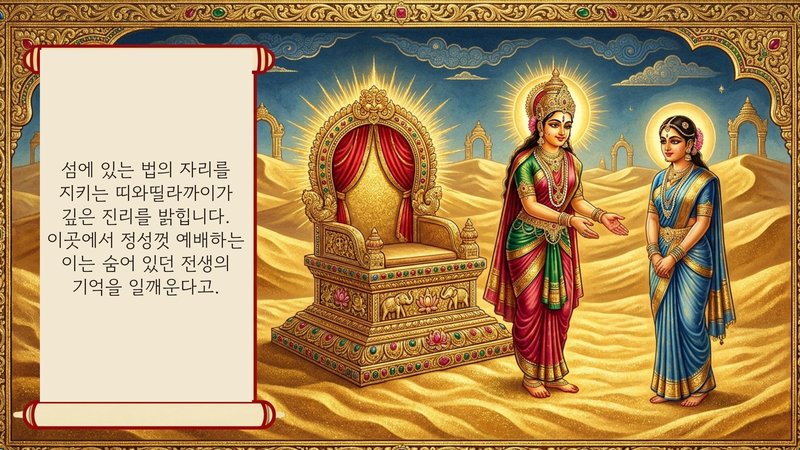 섬에 있는 법의 자리를
지키는 띠와띨라까이가
깊은 진리를 밝힙니다.
이곳에서 정성껏 예배하는
이는 숨어 있던 전생의
기억을 일깨운다고.